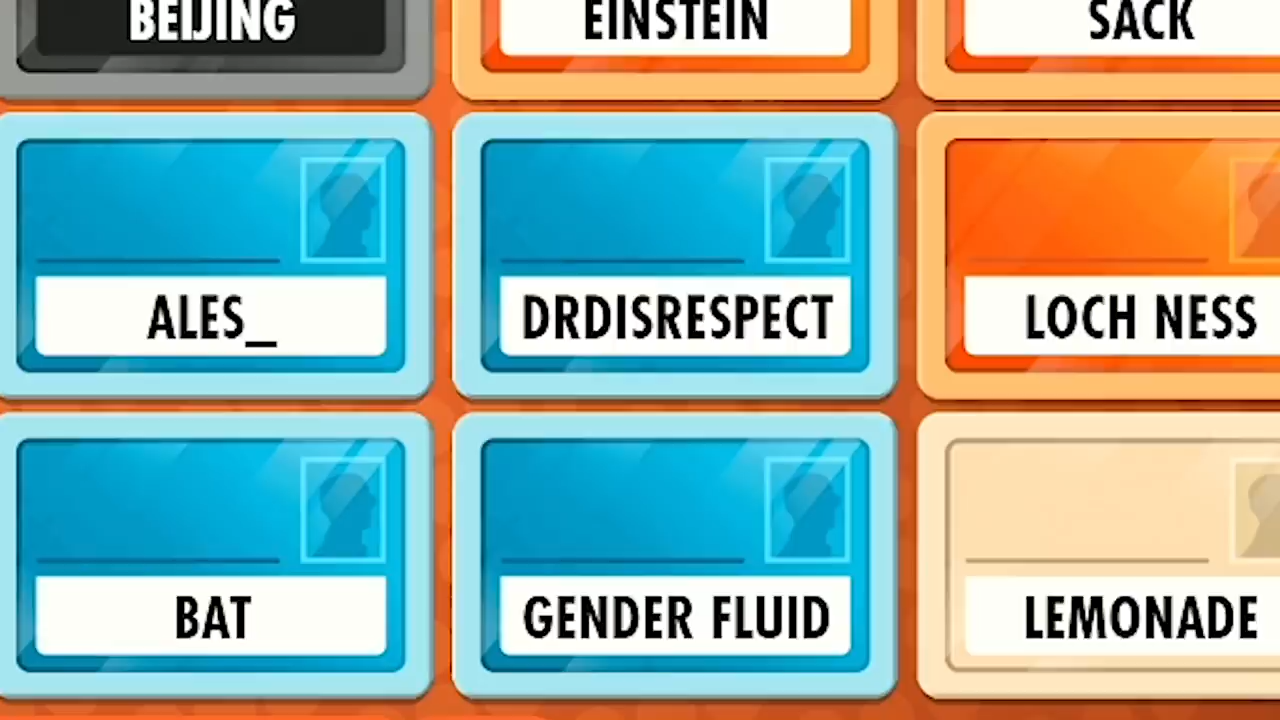 BEIJING
EINSTEIN
SACK
ALES_
DRDISRESPECT
LOCH NESS
BAT
GENDER FLUID
LEMONADE